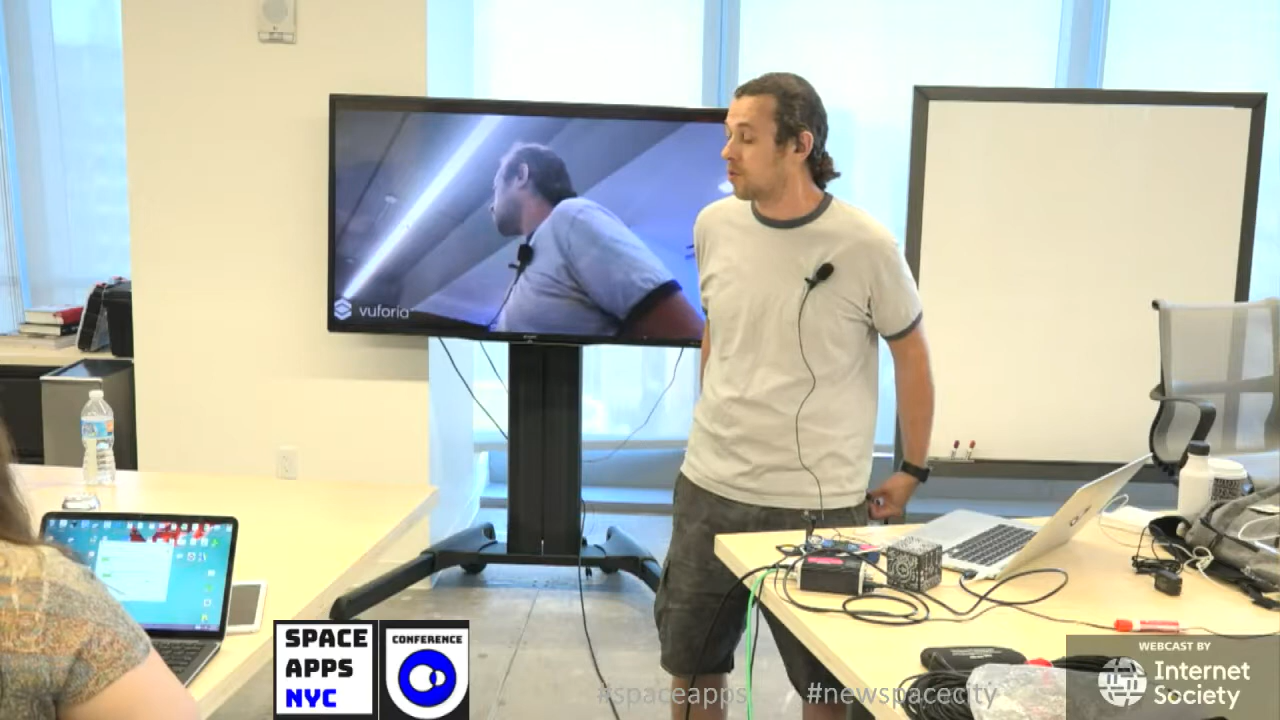 vuforia
SPACE
APPS
NYC
CONFERENCE
#spaceapps
#newspacecity
WEBCAST BY
Internet
Society